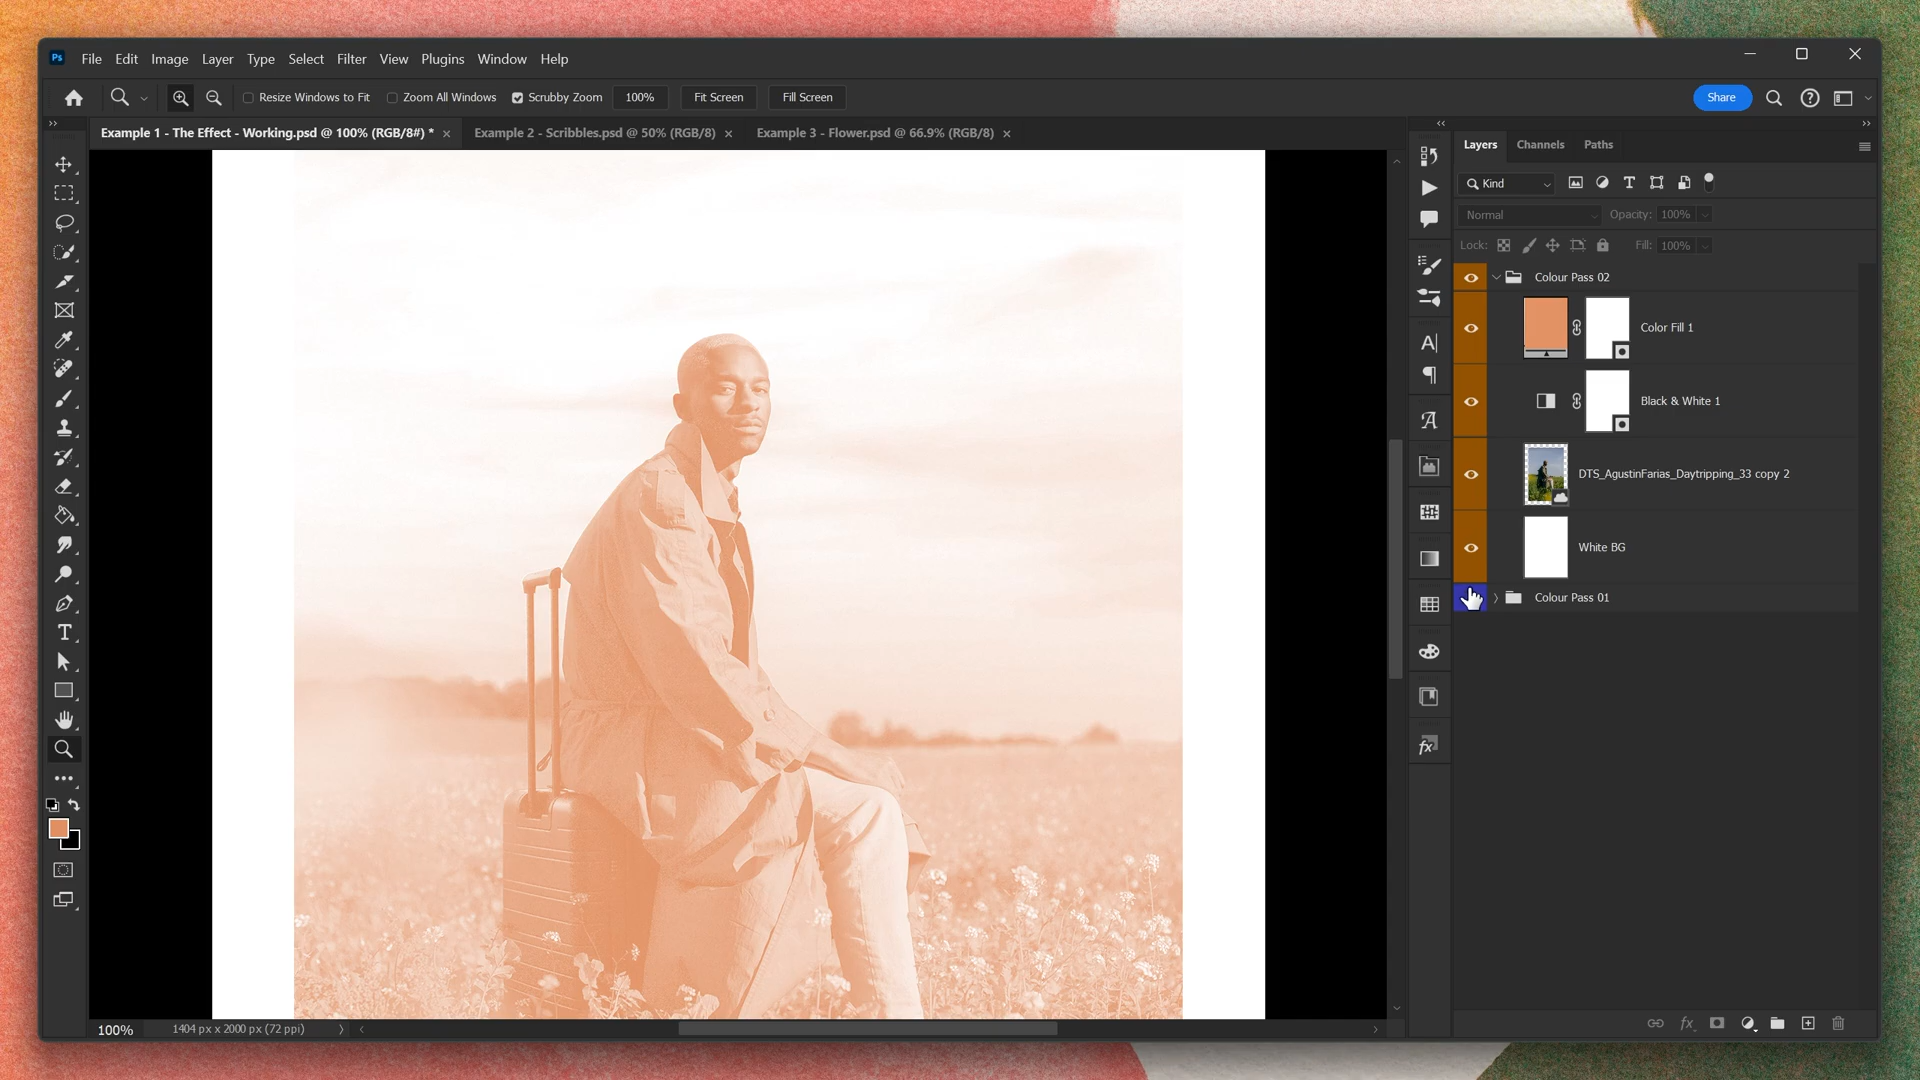 Ps File Edit Image Layer Type Select Filter View Plugins Window Help
Resize Windows to Fit Zoom All Windows Scrubby Zoom 100% Fit Screen Fill Screen Share
Example 1 - The Effect - Working.psd @ 100% (RGB/8#) * × Example 2 - Scribbles.psd @ 50% (RGB/8) × Example 3 - Flower.psd @ 66.9% (RGB/8) ×
Layers Channels Paths
Kind
Normal Opacity: 100%
Lock: Fill: 100%
Colour Pass 02
Color Fill 1
Black & White 1
DTS_AgustinFarias_Daytripping_33 copy 2
White BG
Colour Pass 01
100% 1404 px x 2000 px (72 ppi)